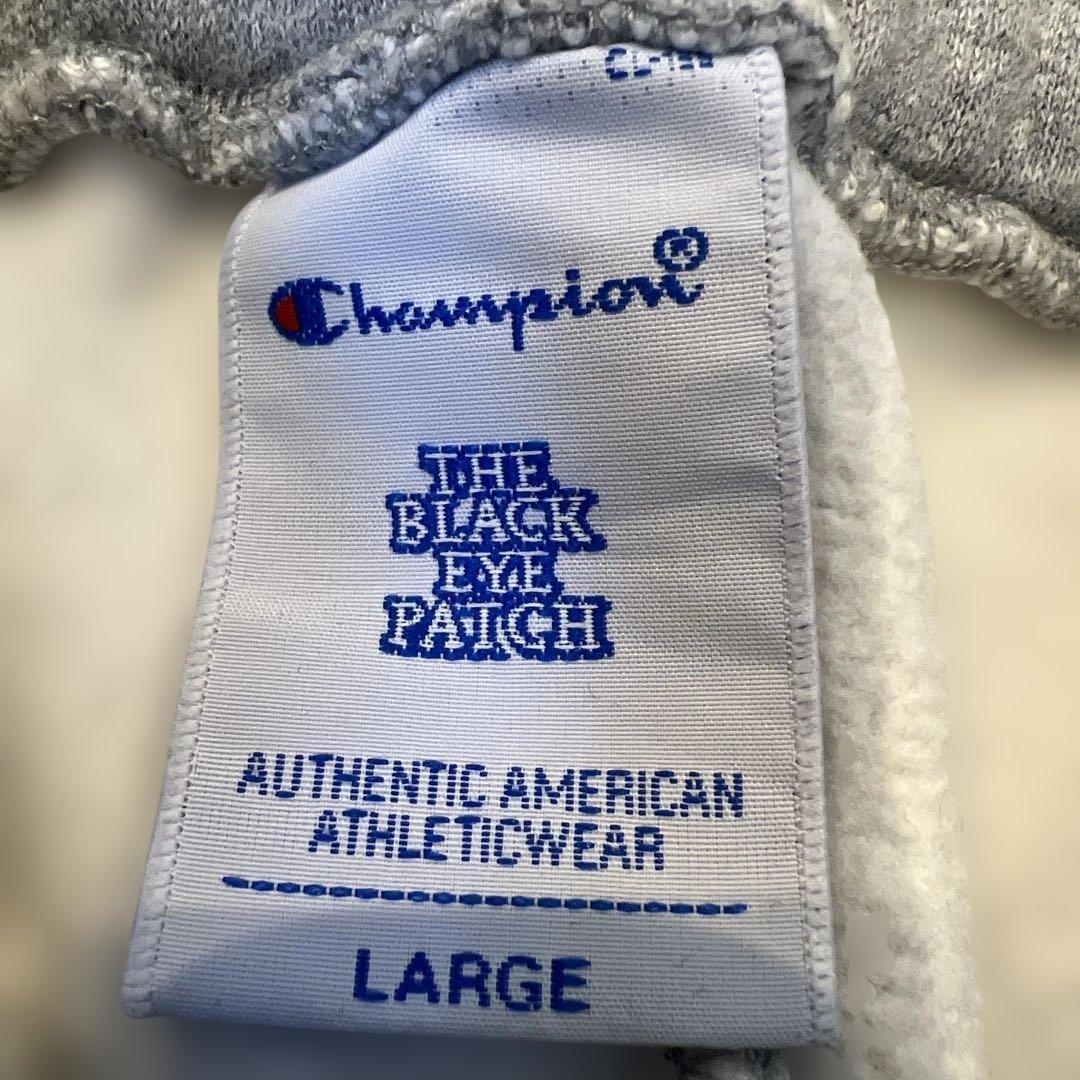 Champion®
THE
BLACK
EYE
PATCH
AUTHENTIC AMERICAN
ATHLETICWEAR
LARGE